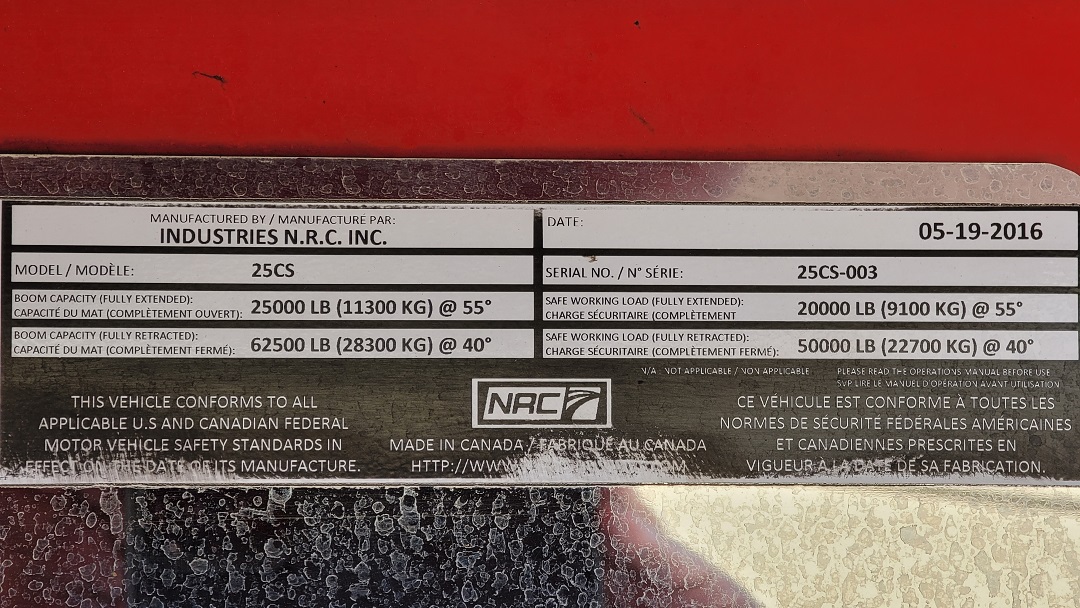 MANUFACTURED BY / MANUFACTURE PAR:
INDUSTRIES N.R.C. INC.
DATE:
05-19-2016
MODEL / MODÈLE: 25CS
SERIAL NO. / N° SÉRIE: 25CS-003
BOOM CAPACITY (FULLY EXTENDED):
CAPACITÉ DU MAT (COMPLÈTEMENT OUVERT): 25000 LB (11300 KG) @ 55°
SAFE WORKING LOAD (FULLY EXTENDED):
CHARGE SÉCURITAIRE (COMPLÈTEMENT 20000 LB (9100 KG) @ 55°
BOOM CAPACITY (FULLY RETRACTED):
CAPACITÉ DU MAT (COMPLÈTEMENT FERMÉ): 62500 LB (28300 KG) @ 40°
SAFE WORKING LOAD (FULLY RETRACTED):
CHARGE SÉCURITAIRE (COMPLÈTEMENT FERMÉ): 50000 LB (22700 KG) @ 40°
N/A : NOT APPLICABLE / NON APPLICABLE
PLEASE READ THE OPERATIONS MANUAL BEFORE USE
SVP LIRE LE MANUEL D'OPÉRATION AVANT UTILISATION
THIS VEHICLE CONFORMS TO ALL
APPLICABLE U.S AND CANADIAN FEDERAL
MOTOR VEHICLE SAFETY STANDARDS IN
EFFECT ON THE DATE OF ITS MANUFACTURE.
NRC
MADE IN CANADA / FABRIQUÉ AU CANADA
HTTP://WWW
CE VÉHICULE EST CONFORME À TOUTES LES
NORMES DE SÉCURITÉ FÉDÉRALES AMÉRICAINES
ET CANADIENNES PRESCRITES EN
VIGUEUR À LA DATE DE SA FABRICATION.